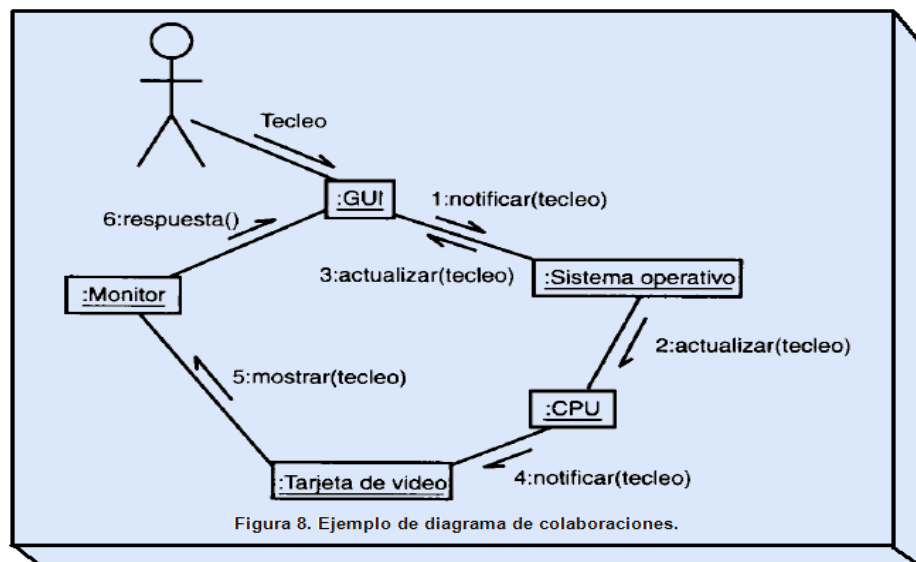 Tecleo
:GUI
1:notificar(tecleo)
6:respuesta()
3:actualizar(tecleo)
:Sistema operativo
:Monitor
2:actualizar(tecleo)
5:mostrar(tecleo)
:CPU
:Tarjeta de video
4:notificar(tecleo)
Figura 8. Ejemplo de diagrama de colaboraciones.